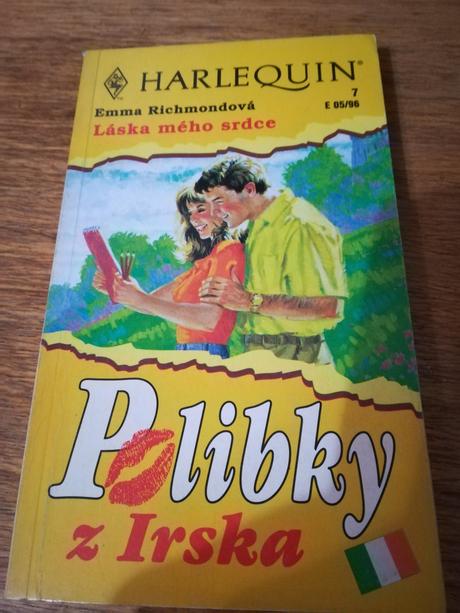 HARLEQUIN®
7
Emma Richmondová
E 05/96
Láska mého srdce
Polibky
z Irska